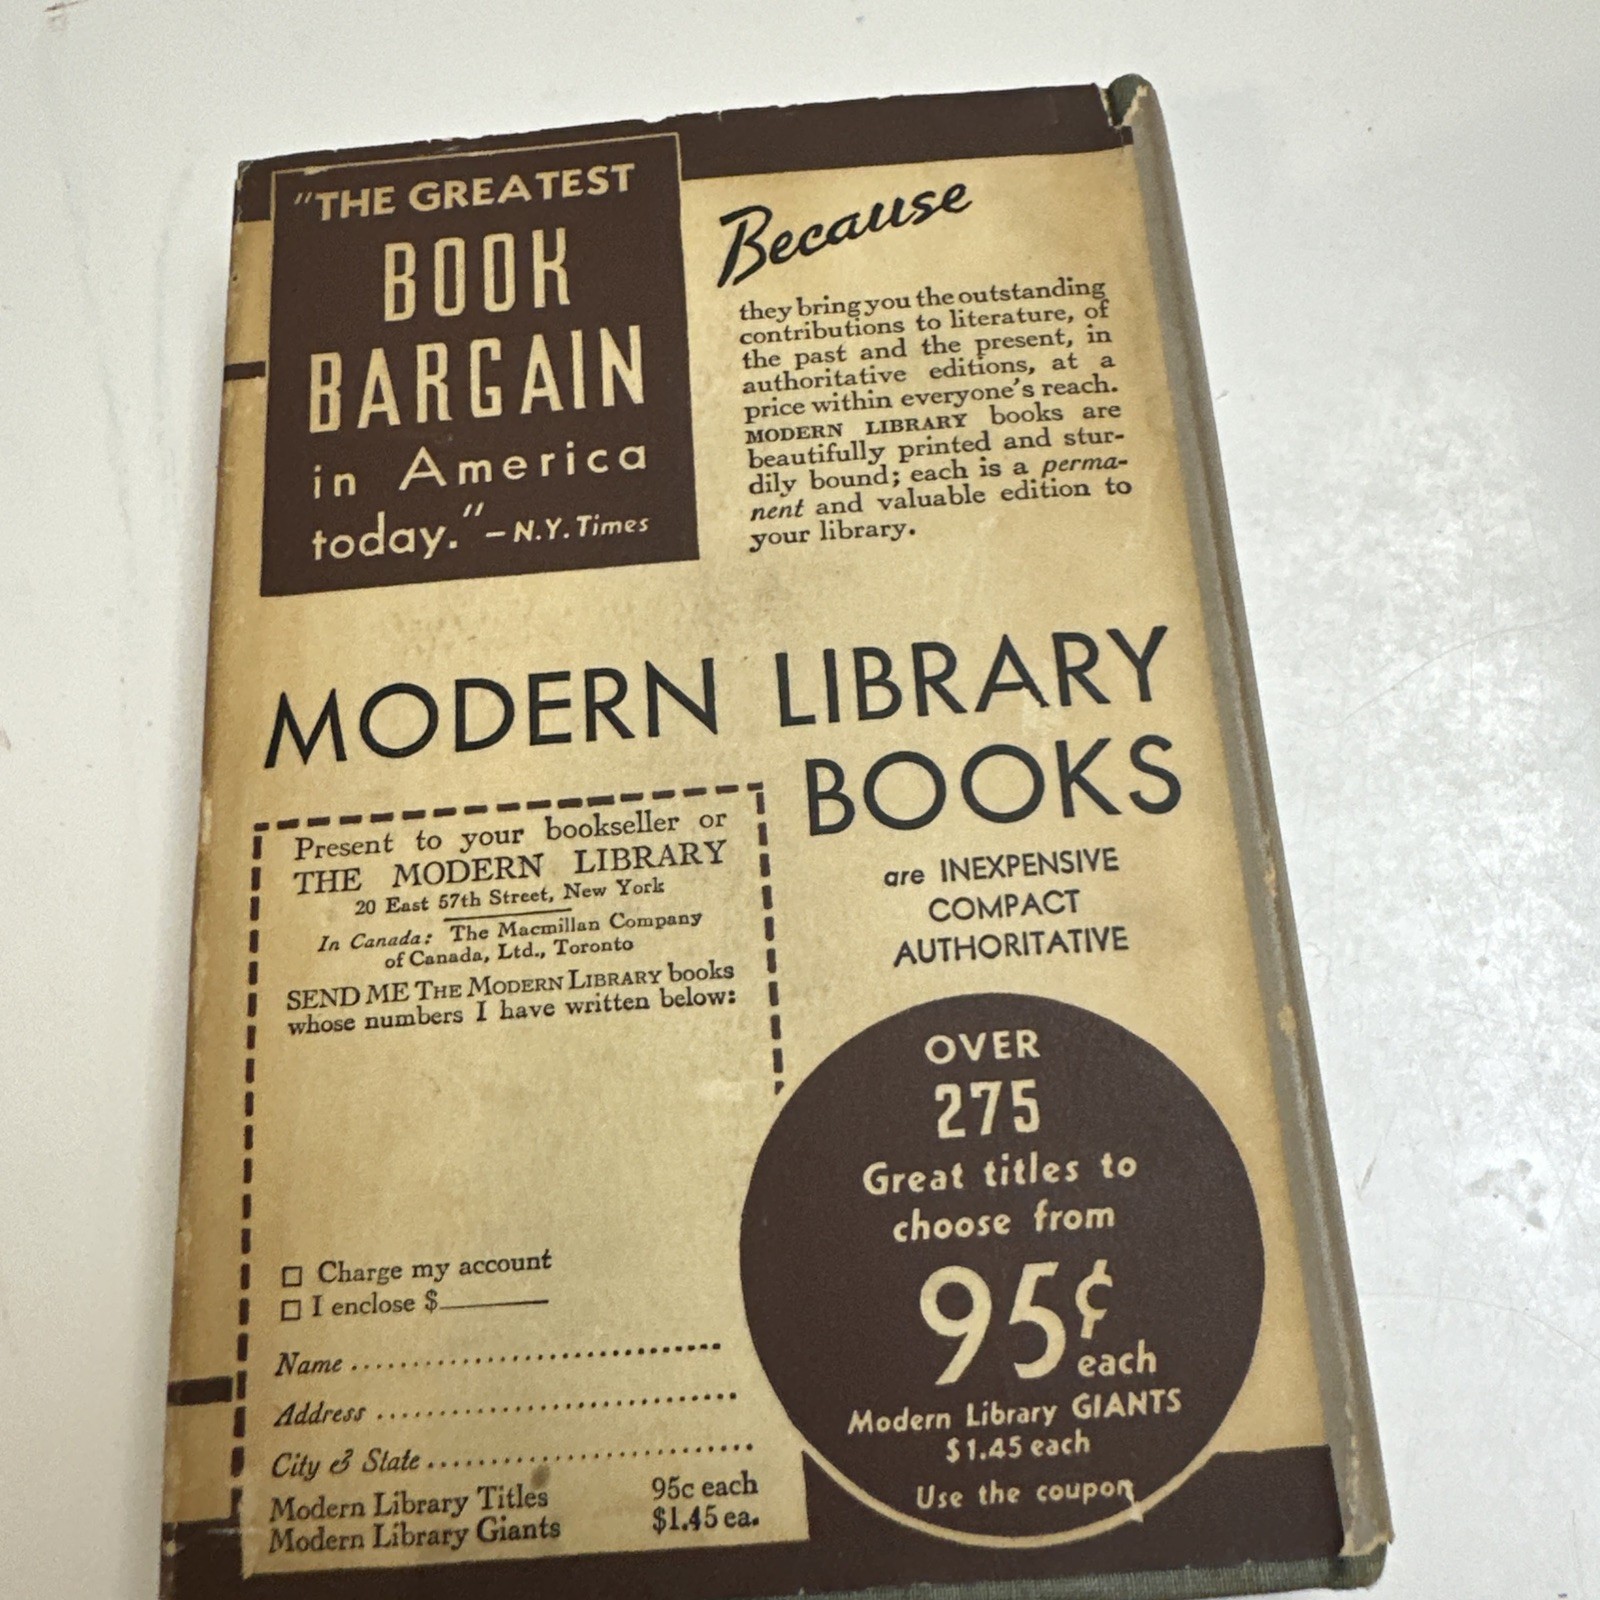 "THE GREATEST
BOOK
BARGAIN
in America
today."–N.Y. Times
Because
they bring you the outstanding
contributions to literature, of
the past and the present, in
authoritative editions, at a
price within everyone's reach.
MODERN LIBRARY books are
beautifully printed and stur-
dily bound; each is a perma-
nent and valuable edition to
your library.
MODERN LIBRARY
BOOKS
are INEXPENSIVE
COMPACT
AUTHORITATIVE
Present to your bookseller or
THE MODERN LIBRARY
20 East 57th Street, New York
In Canada: The Macmillan Company
of Canada, Ltd., Toronto
SEND ME THE MODERN LIBRARY books
whose numbers I have written below:
Charge my account
I enclose $
Name
Address
City & State
Modern Library Titles 95c each
Modern Library Giants $1.45 ea.
OVER
275
Great titles to
choose from
95¢
each
Modern Library GIANTS
$1.45 each
Use the coupon